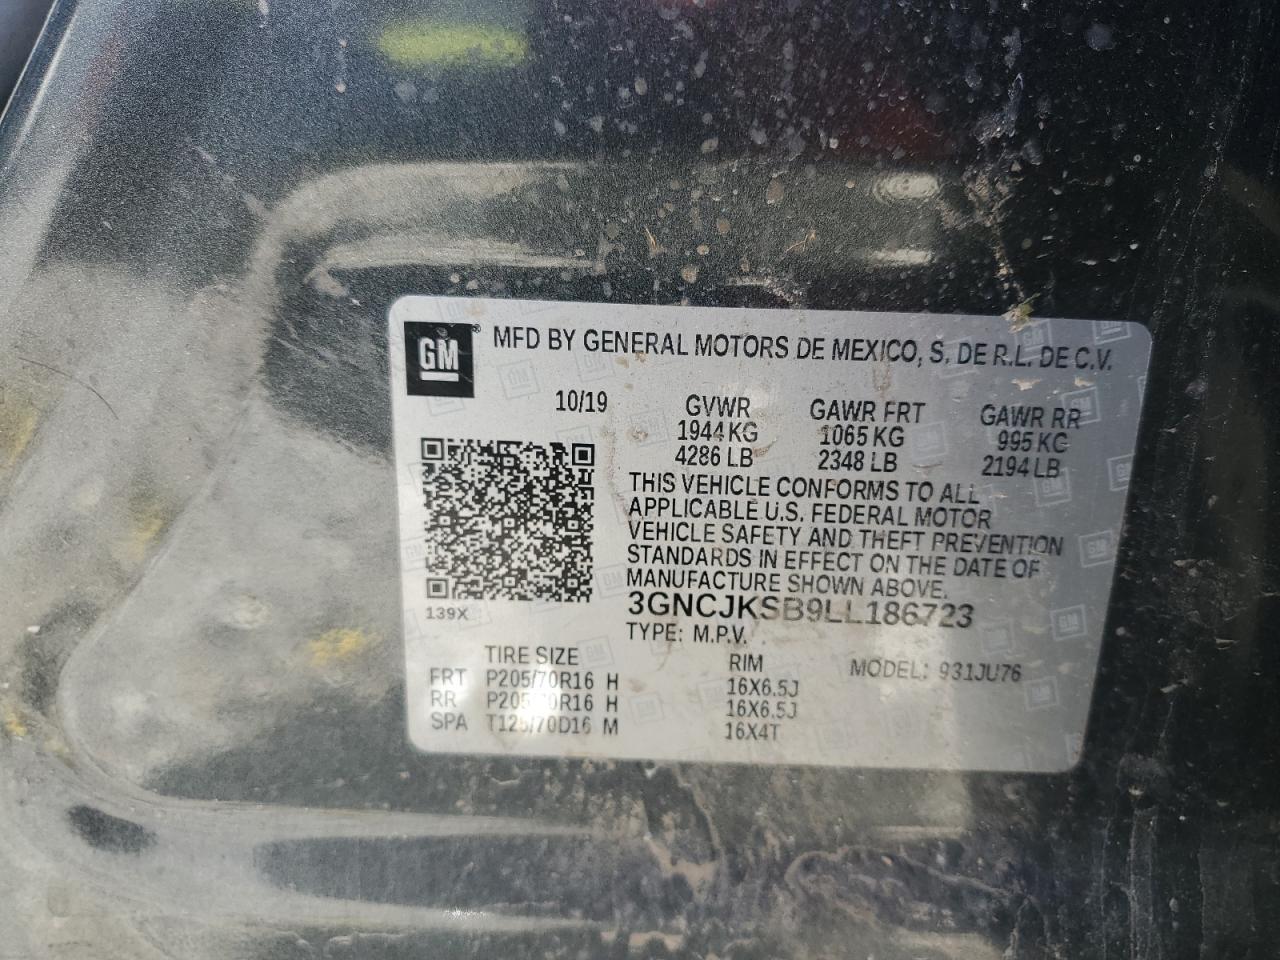 GM ® MFD BY GENERAL MOTORS DE MEXICO, S. DE R.L. DE C.V.
10/19 GVWR GAWR FRT GAWR RR
1944 KG 1065 KG 995 KG
4286 LB 2348 LB 2194 LB
THIS VEHICLE CONFORMS TO ALL
APPLICABLE U.S. FEDERAL MOTOR
VEHICLE SAFETY AND THEFT PREVENTION
STANDARDS IN EFFECT ON THE DATE OF
MANUFACTURE SHOWN ABOVE.
139X 3GNCJKSB9LL186723
TYPE: M.P.V.
TIRE SIZE RIM MODEL: 931JU76
FRT P205/70R16 H 16X6.5J
RR P205/70R16 H 16X6.5J
SPA T125/70D16 M 16X4T